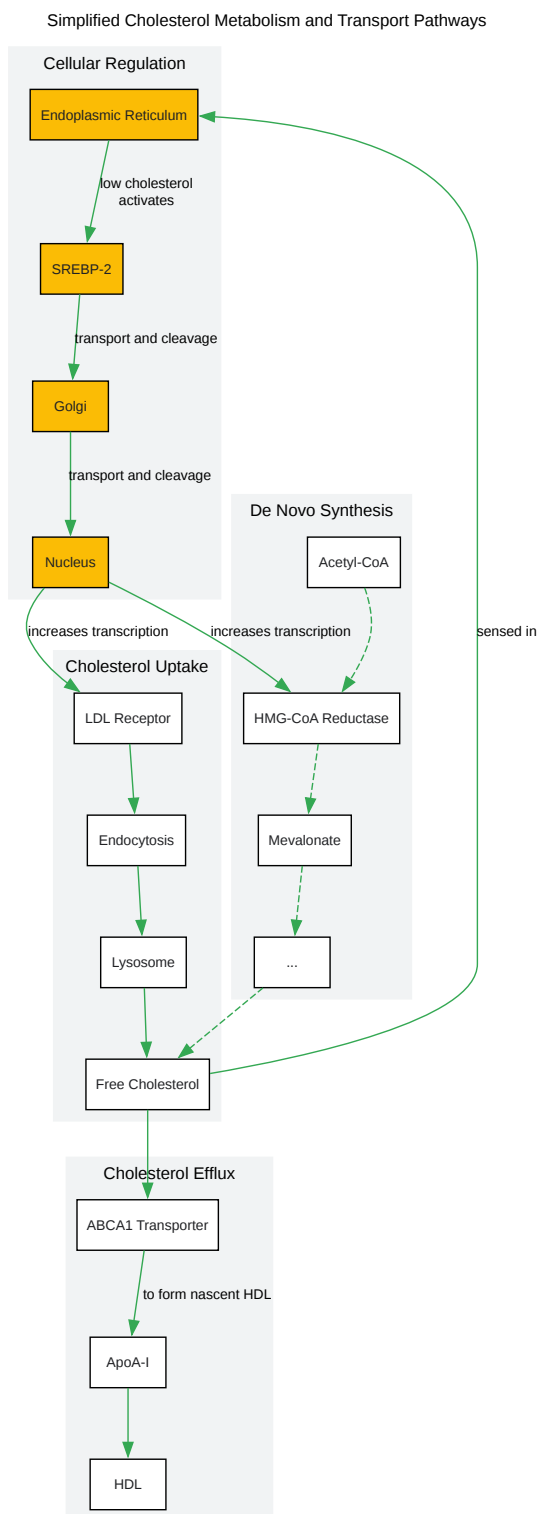 Simplified Cholesterol Metabolism and Transport Pathways
Cellular Regulation
Endoplasmic Reticulum
low cholesterol
activates
SREBP-2
transport and cleavage
Golgi
transport and cleavage
De Novo Synthesis
Nucleus
Acetyl-CoA
increases transcription
increases transcription
sensed in
Cholesterol Uptake
LDL Receptor
HMG-CoA Reductase
Endocytosis
Mevalonate
Lysosome
...
Free Cholesterol
Cholesterol Efflux
ABCA1 Transporter
to form nascent HDL
ApoA-I
HDL